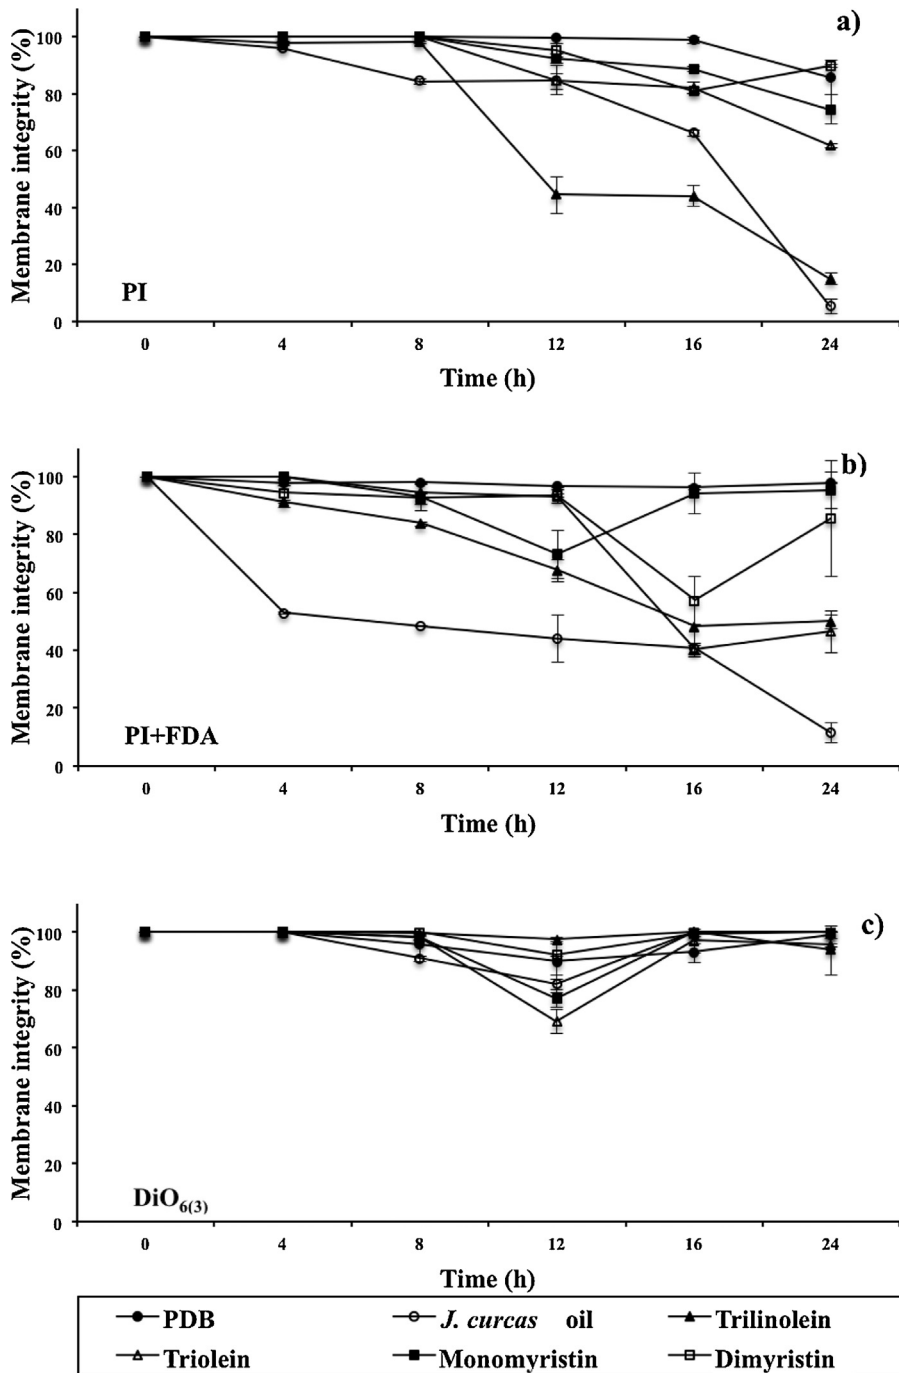 a)
Membrane integrity (%)
100
80
60
40
20
0
PI
0 4 8 12 16 24
Time (h)
b)
Membrane integrity (%)
100
80
60
40
20
0
PI+FDA
0 4 8 12 16 24
Time (h)
c)
Membrane integrity (%)
100
80
60
40
20
0
DiO6(3)
0 4 8 12 16 24
Time (h)
PDB J. curcas oil Trilinolein
Triolein Monomyristin Dimyristin